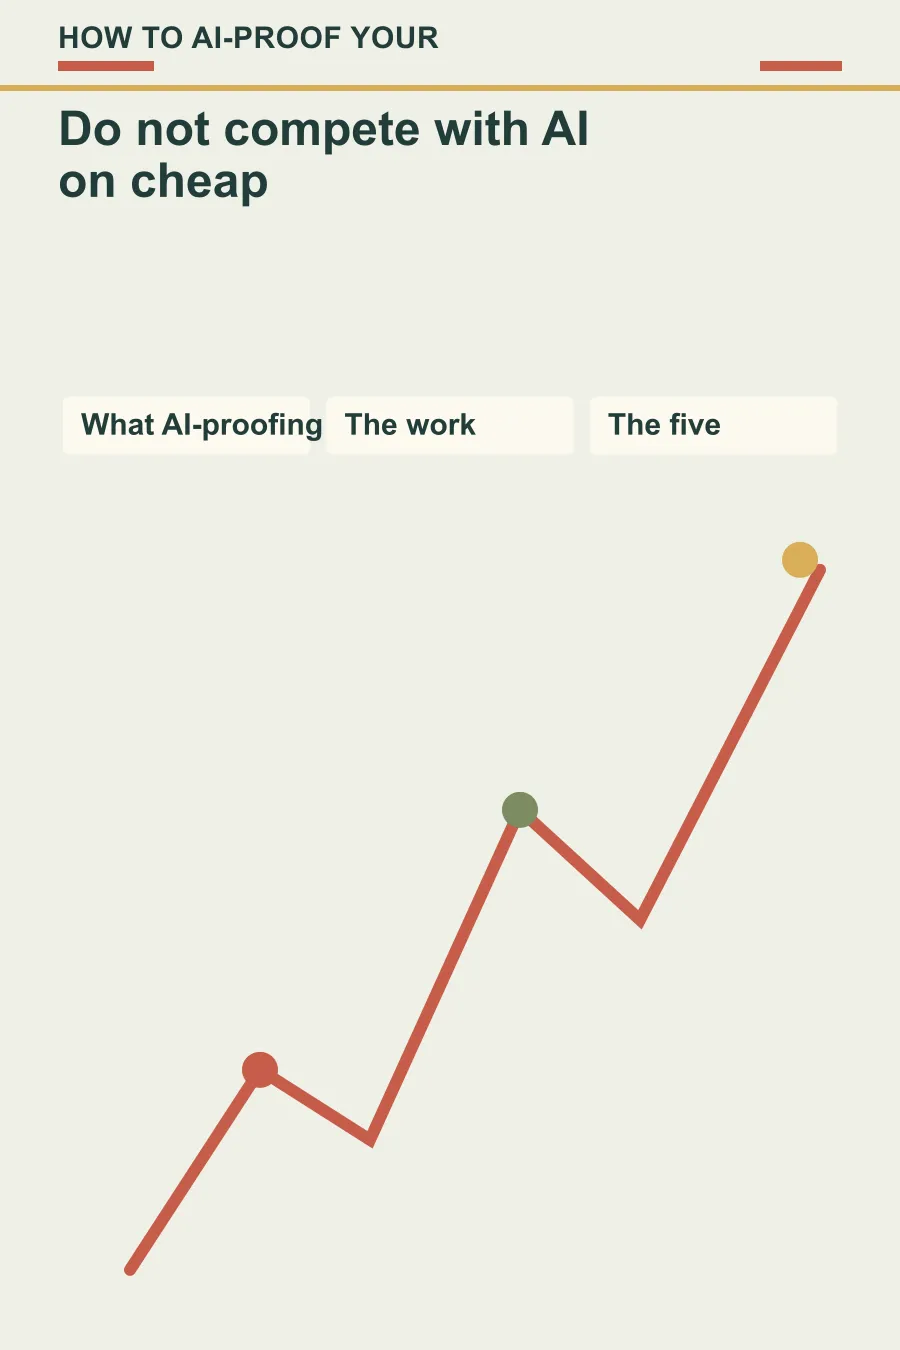 HOW TO AI-PROOF YOUR
Do not compete with AI
on cheap
What AI-proofing
The work
The five